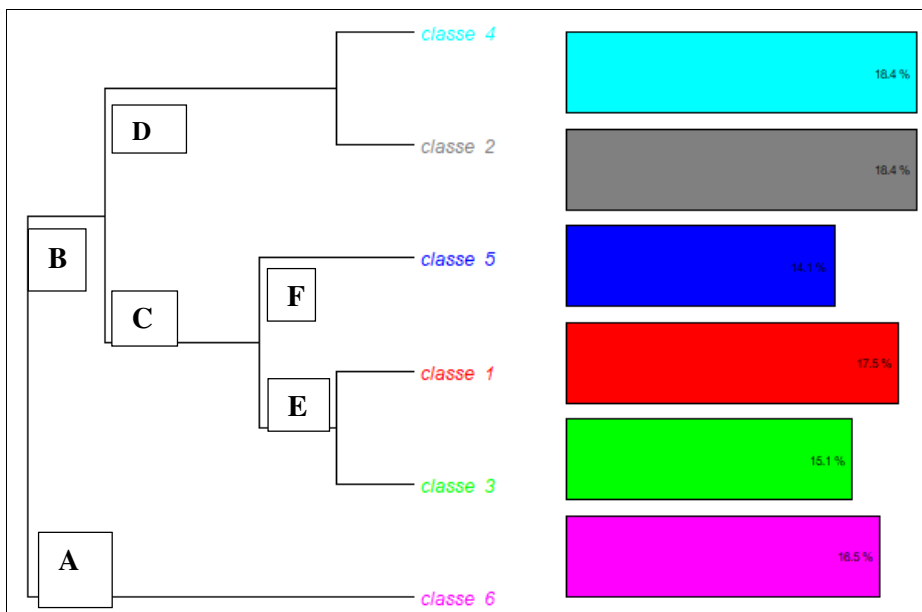 classe 4
18.4 %
D
classe 2
18.4 %
B
classe 5
14.1 %
F
C
classe 1
17.5 %
E
classe 3
15.1 %
A
classe 6
16.5 %